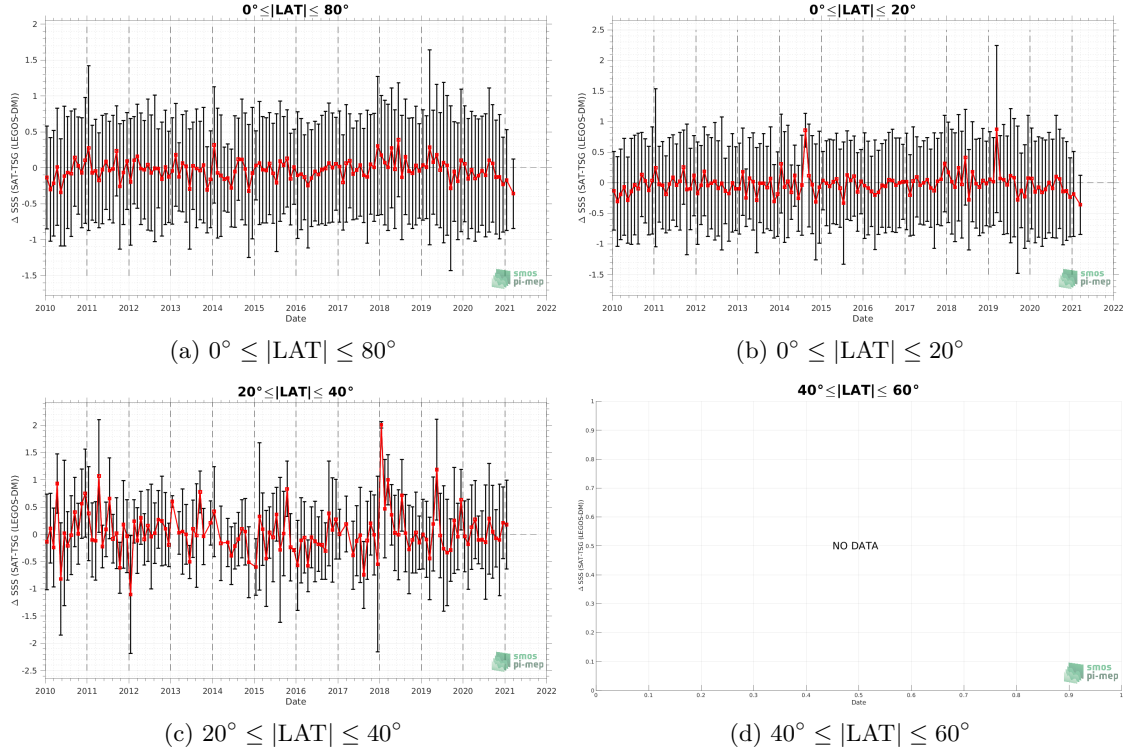 0°≤|LAT|≤ 80°
Δ SSS (SAT-TSG (LEGOS-DM))
2
1.5
1
0.5
0
-0.5
-1
-1.5
2010 2011 2012 2013 2014 2015 2016 2017 2018 2019 2020 2021 2022
Date
smos
pi-mep
(a) 0° ≤ |LAT| ≤ 80°
0°≤|LAT|≤ 20°
Δ SSS (SAT-TSG (LEGOS-DM))
2.5
2
1.5
1
0.5
0
-0.5
-1
-1.5
2010 2011 2012 2013 2014 2015 2016 2017 2018 2019 2020 2021 2022
Date
smos
pi-mep
(b) 0° ≤ |LAT| ≤ 20°
20°≤|LAT|≤ 40°
Δ SSS (SAT-TSG (LEGOS-DM))
2
1.5
1
0.5
0
-0.5
-1
-1.5
-2
-2.5
2010 2011 2012 2013 2014 2015 2016 2017 2018 2019 2020 2021 2022
Date
smos
pi-mep
(c) 20° ≤ |LAT| ≤ 40°
40°≤|LAT|≤ 60°
Δ SSS (SAT-TSG (LEGOS-DM))
1
0.9
0.8
0.7
0.6
0.5
0.4
0.3
0.2
0.1
0
NO DATA
0 0.1 0.2 0.3 0.4 0.5 0.6 0.7 0.8 0.9 1
Date
smos
pi-mep
(d) 40° ≤ |LAT| ≤ 60°